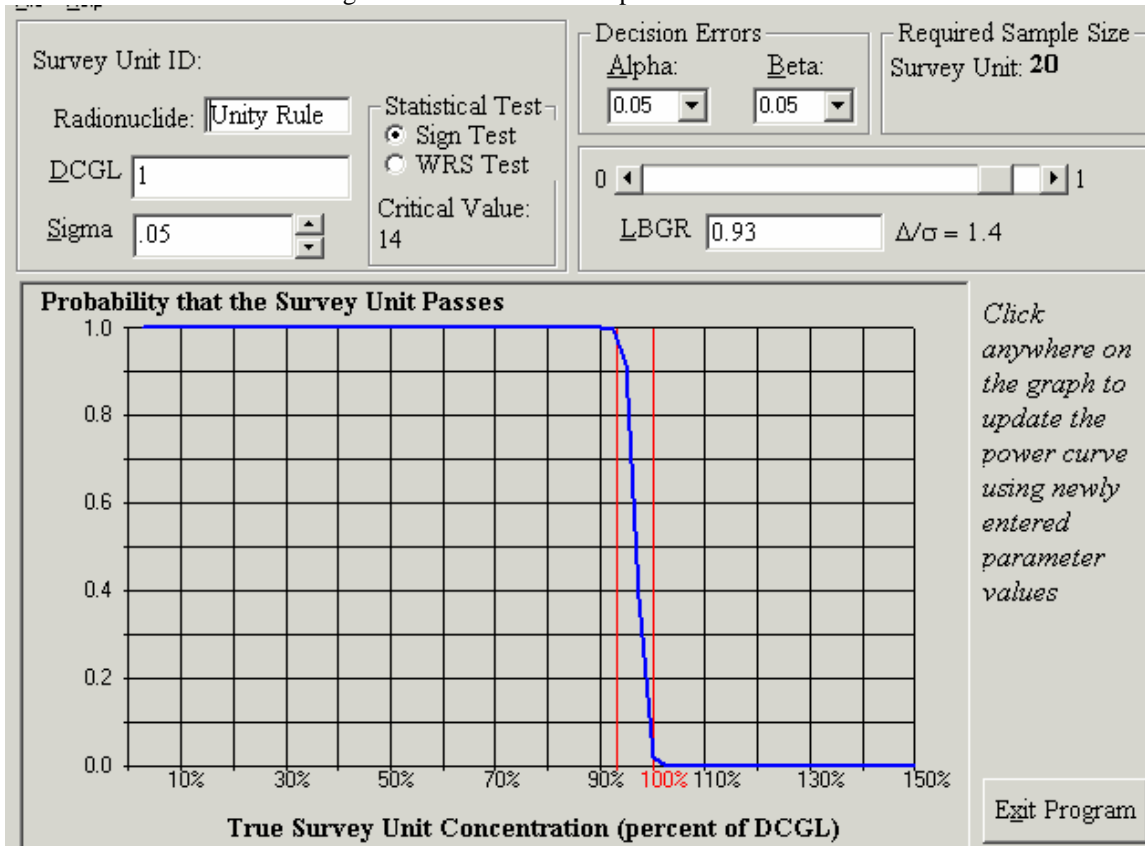 Survey Unit ID:
Radionuclide: Unity Rule
DCGL 1
Sigma .05
Statistical Test
Sign Test
WRS Test
Critical Value:
14
Decision Errors
Alpha: Beta:
0.05 0.05
Required Sample Size
Survey Unit: 20
0 1
LBGR 0.93 Δ/σ = 1.4
Probability that the Survey Unit Passes
1.0
0.8
0.6
0.4
0.2
0.0
10% 30% 50% 70% 90% 100% 110% 130% 150%
True Survey Unit Concentration (percent of DCGL)
Click
anywhere on
the graph to
update the
power curve
using newly
entered
parameter
values
Exit Program